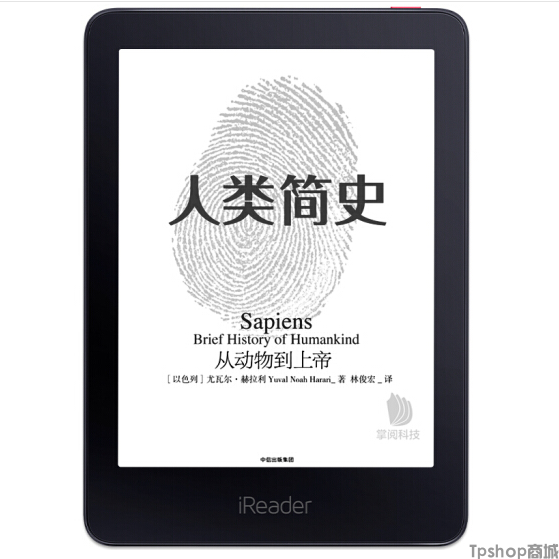 人类简史
Sapiens
Brief History of Humankind
从动物到上帝
[以色列] 尤瓦尔·赫拉利 Yuval Noah Harari_ 著 林俊宏 _ 译
掌阅科技
中信出版集团
iReader
Tpshop商城